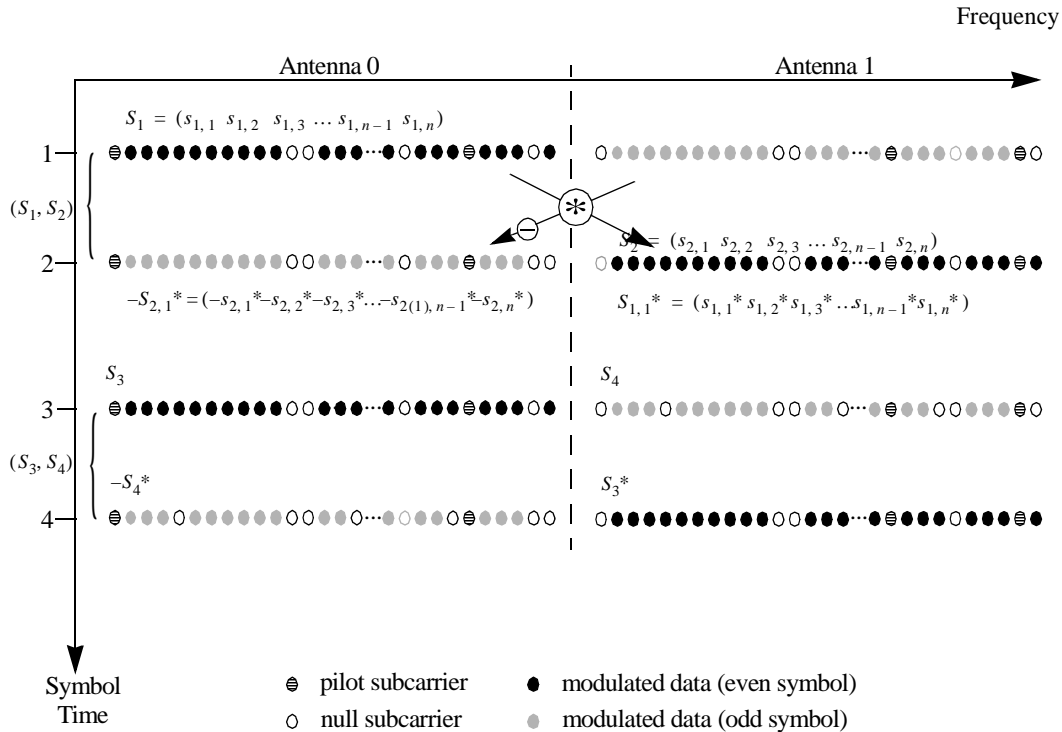 Frequency
Antenna 0
Antenna 1
S1 = (s1, 1 s1, 2 s1, 3 … s1, n − 1 s1, n)
1
(S1, S2)
*
−
S2 = (s2, 1 s2, 2 s2, 3 … s2, n − 1 s2, n)
2
−S2, 1* = (−s2, 1* −s2, 2* −s2, 3* … −s2(1), n − 1* −s2, n*)
S1, 1* = (s1, 1* s1, 2* s1, 3* … s1, n − 1* s1, n*)
S3
S4
3
(S3, S4)
−S4*
S3*
4
Symbol
Time
pilot subcarrier
modulated data (even symbol)
null subcarrier
modulated data (odd symbol)